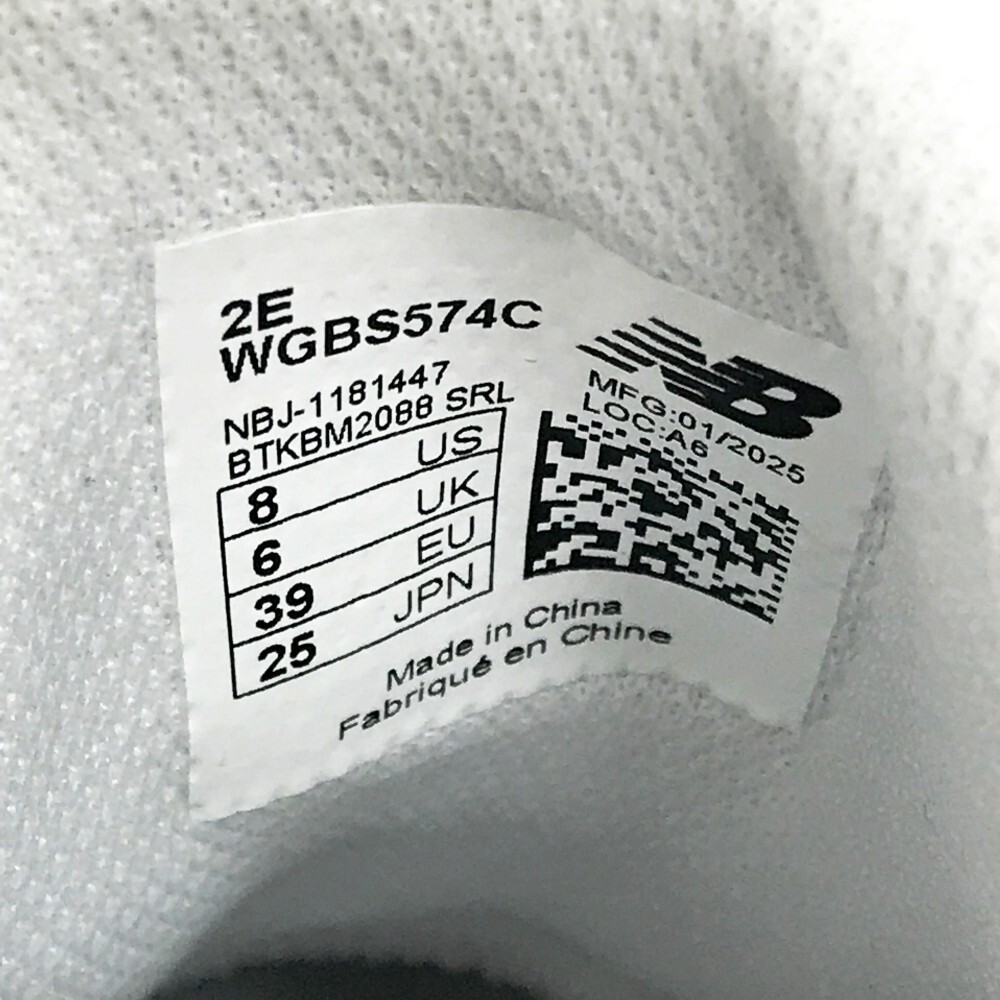 2E
WGBS574C
NBJ-1181447
BTKBM2088 SRL
8 US
6 UK
39 EU
25 JPN
NB
MFG:01/2025
LOC:A6
Made in China
Fabriqué en Chine